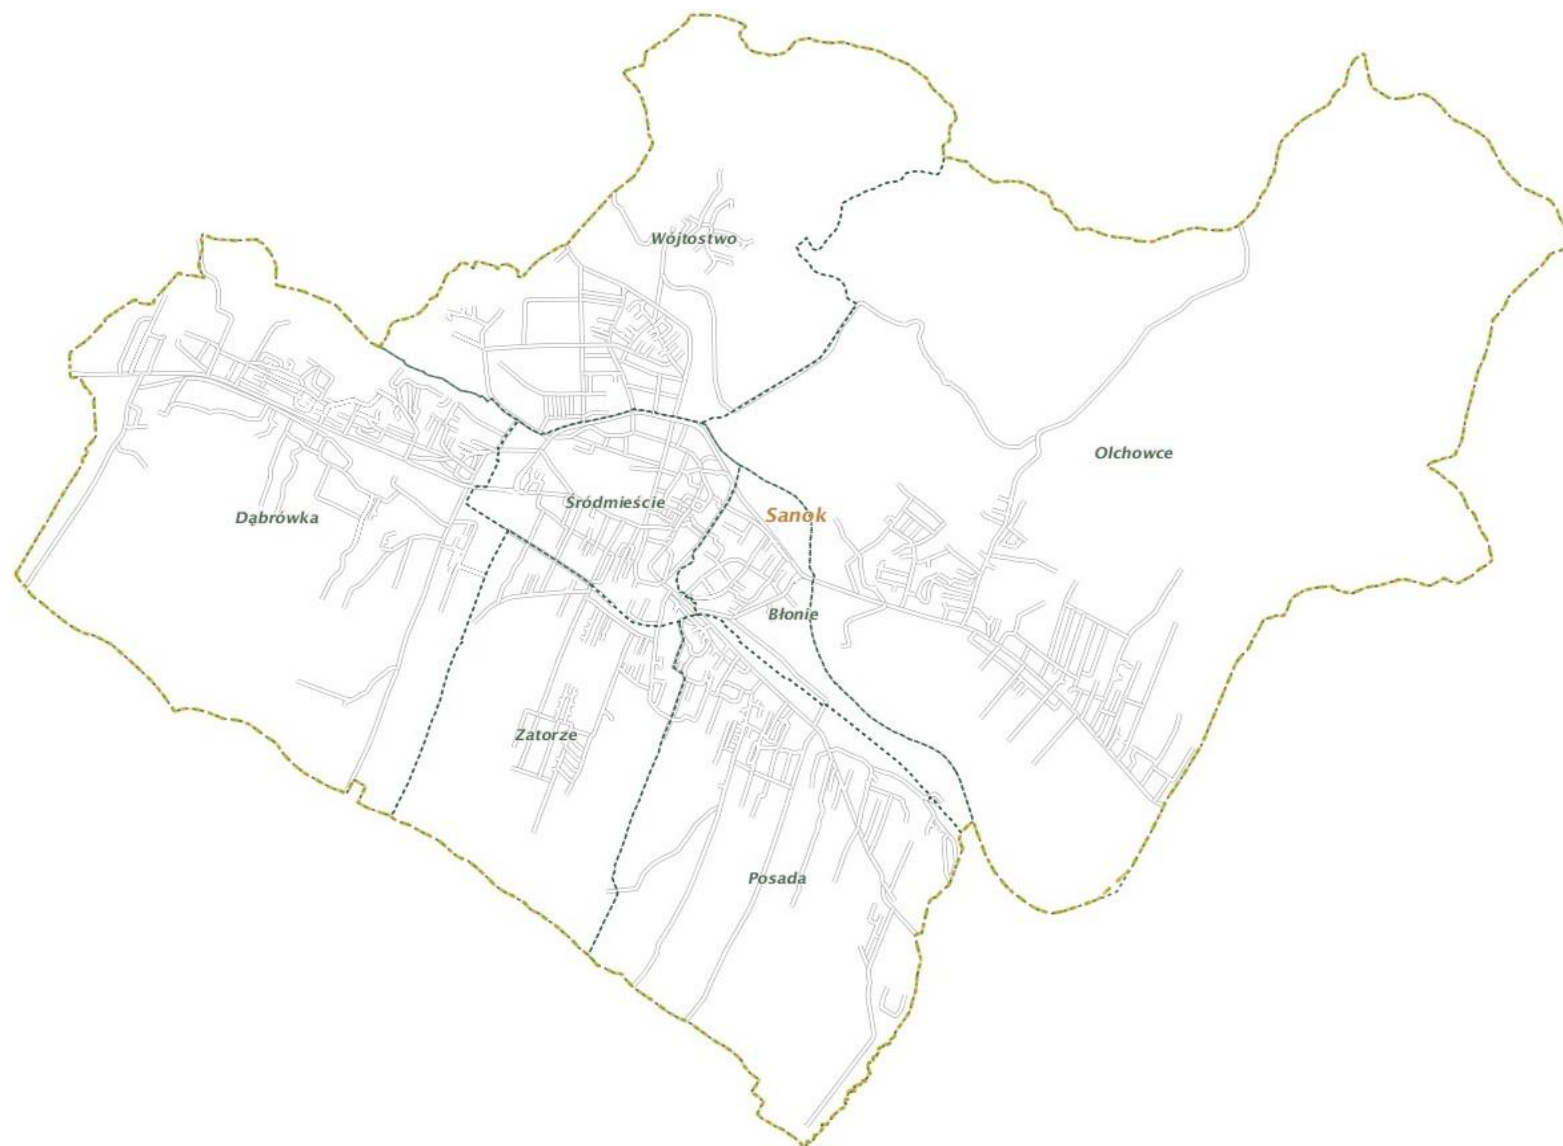 Wójtostwo
Olchowce
Śródmieście
Sanok
Dąbrówka
Błonie
Zatorze
Posada